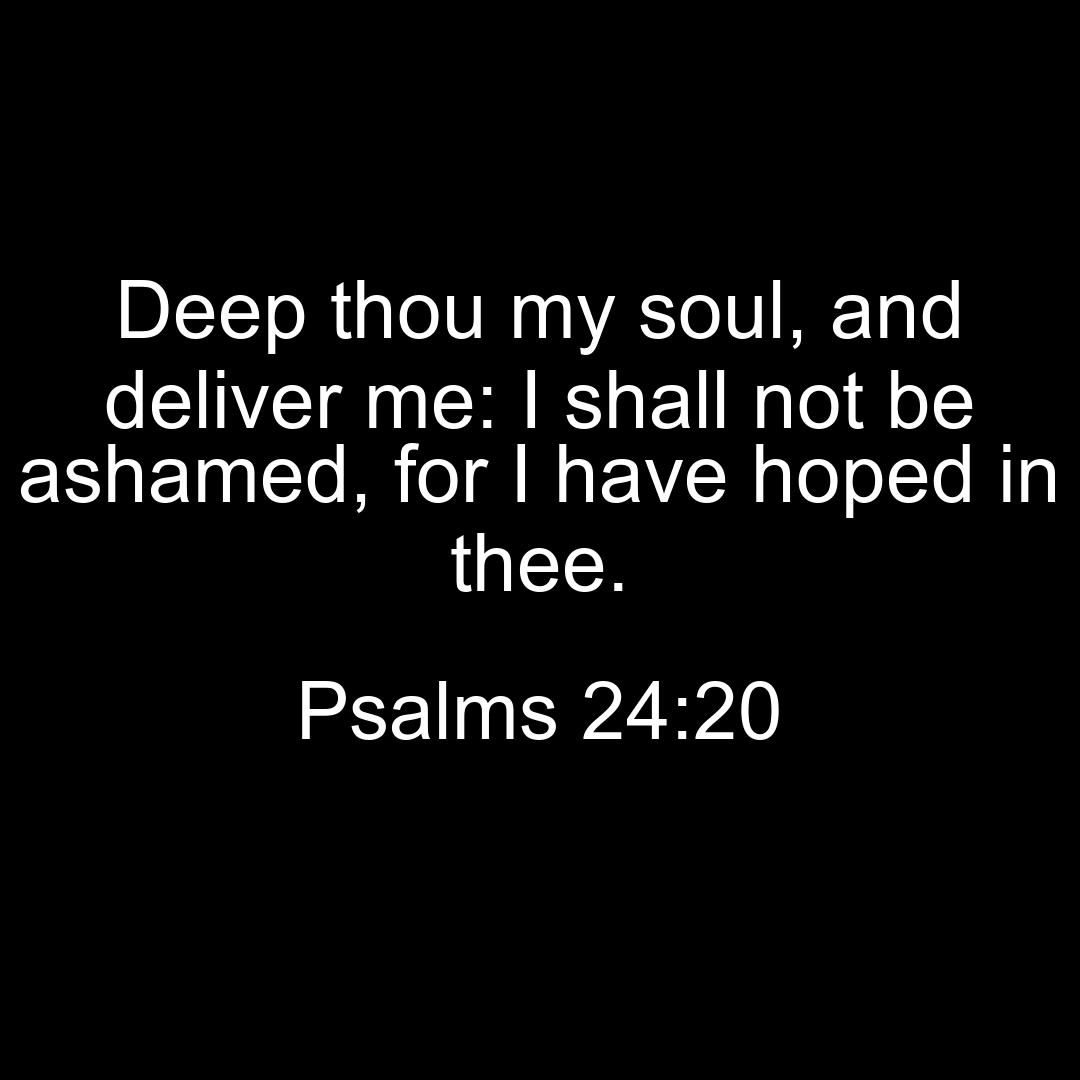 Deep thou my soul, and
deliver me: I shall not be
ashamed, for I have hoped in
thee.
Psalms 24:20